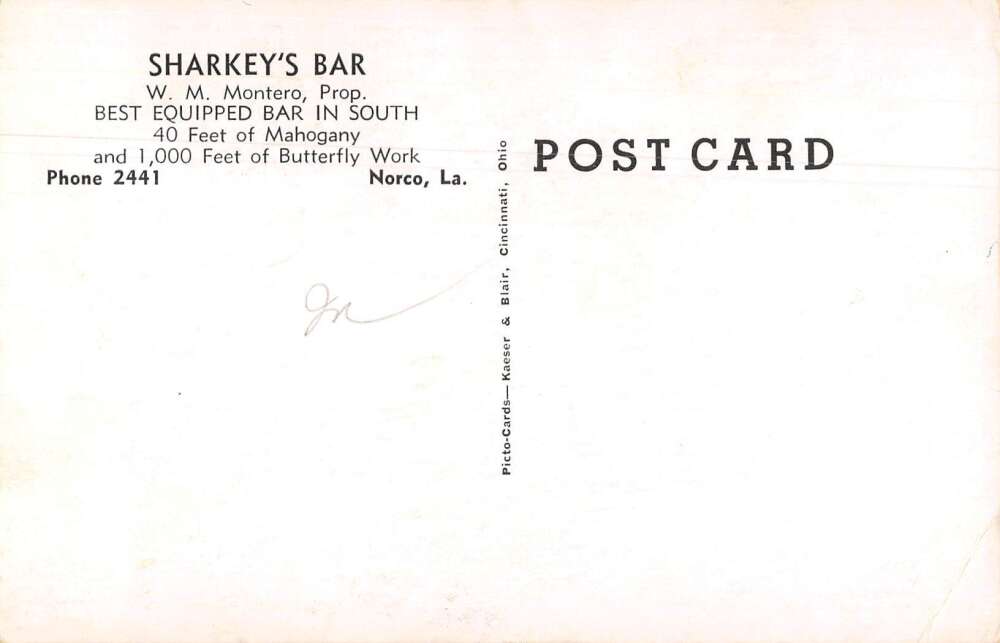 SHARKEY'S BAR
W. M. Montero, Prop.
BEST EQUIPPED BAR IN SOUTH
40 Feet of Mahogany
and 1,000 Feet of Butterfly Work
Phone 2441 Norco, La.
Picto-Cards—Kaeser & Blair, Cincinnati, Ohio
POST CARD